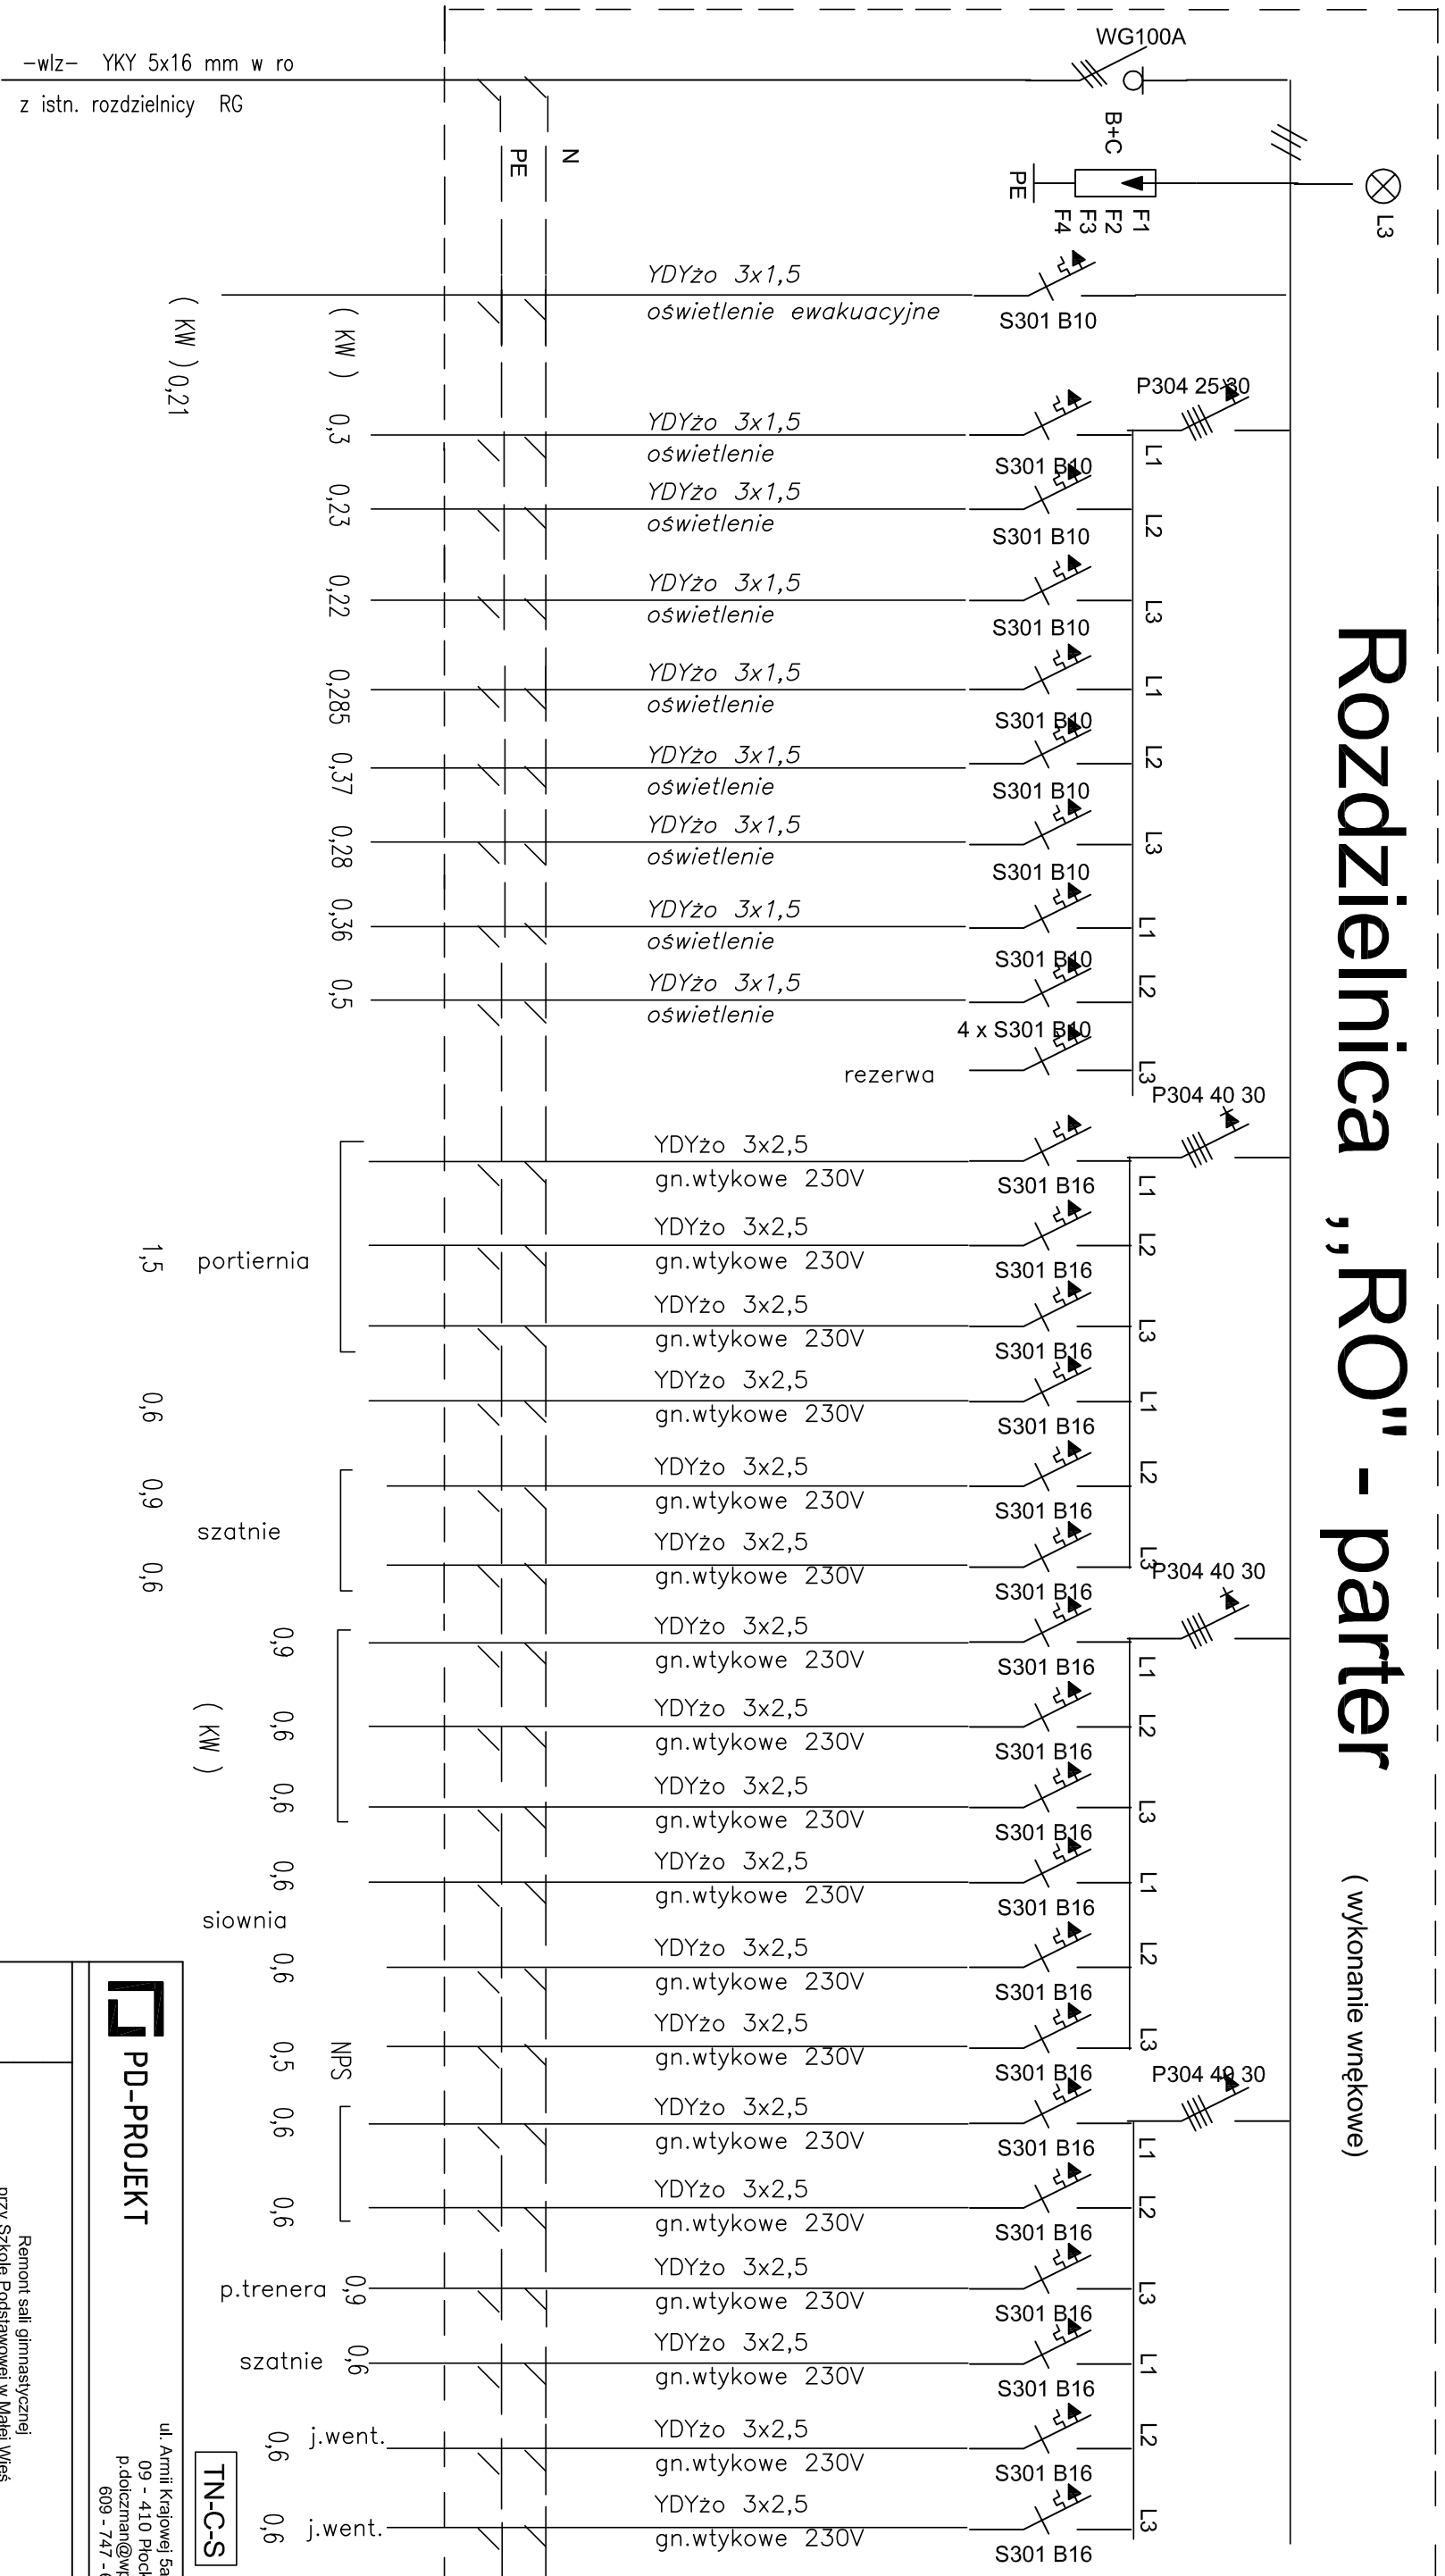 Rozdzielnica ,,RO" - parter
( wykonanie wnękowe)
-wlz- YKY 5x16 mm w ro
z istn. rozdzielnicy RG
WG100A
B+C
PE
F1
F2
F3
F4
L3
N
PE
YDYżo 3x1,5
oświetlenie ewakuacyjne
S301 B10
( KW )
0,21
( KW )
P304 25 30
0,3
YDYżo 3x1,5
oświetlenie
S301 B10
L1
0,23
YDYżo 3x1,5
oświetlenie
S301 B10
L2
0,22
YDYżo 3x1,5
oświetlenie
S301 B10
L3
0,285
YDYżo 3x1,5
oświetlenie
S301 B10
L1
0,37
YDYżo 3x1,5
oświetlenie
S301 B10
L2
0,28
YDYżo 3x1,5
oświetlenie
S301 B10
L3
0,36
YDYżo 3x1,5
oświetlenie
S301 B10
L1
0,5
YDYżo 3x1,5
oświetlenie
4 x S301 B10
L2
rezerwa
L3
P304 40 30
YDYżo 3x2,5
gn.wtykowe 230V
S301 B16
L1
1,5
portiernia
YDYżo 3x2,5
gn.wtykowe 230V
S301 B16
L2
YDYżo 3x2,5
gn.wtykowe 230V
S301 B16
L3
0,6
YDYżo 3x2,5
gn.wtykowe 230V
S301 B16
L1
0,9
YDYżo 3x2,5
gn.wtykowe 230V
S301 B16
L2
szatnie
0,6
YDYżo 3x2,5
gn.wtykowe 230V
S301 B16
L3
P304 40 30
0,9
YDYżo 3x2,5
gn.wtykowe 230V
S301 B16
L1
( KW )
0,6
YDYżo 3x2,5
gn.wtykowe 230V
S301 B16
L2
0,6
YDYżo 3x2,5
gn.wtykowe 230V
S301 B16
L3
0,6
YDYżo 3x2,5
gn.wtykowe 230V
S301 B16
L1
siownia
0,6
YDYżo 3x2,5
gn.wtykowe 230V
S301 B16
L2
0,5
NPS
YDYżo 3x2,5
gn.wtykowe 230V
S301 B16
L3
P304 40 30
0,6
YDYżo 3x2,5
gn.wtykowe 230V
S301 B16
L1
0,6
YDYżo 3x2,5
gn.wtykowe 230V
S301 B16
L2
p.trenera
0,9
YDYżo 3x2,5
gn.wtykowe 230V
S301 B16
L3
szatnie
0,6
YDYżo 3x2,5
gn.wtykowe 230V
S301 B16
L1
0,6
j.went.
YDYżo 3x2,5
gn.wtykowe 230V
S301 B16
L2
0,6
j.went.
YDYżo 3x2,5
gn.wtykowe 230V
S301 B16
L3
TN-C-S
PD-PROJEKT
ul. Armii Krajowej 5a
09 - 410 Płock
p.doiczman@wp
609 - 747 -
Remont sali gimnastycznej
przy Szkole Podstawowej w Małej Wieś